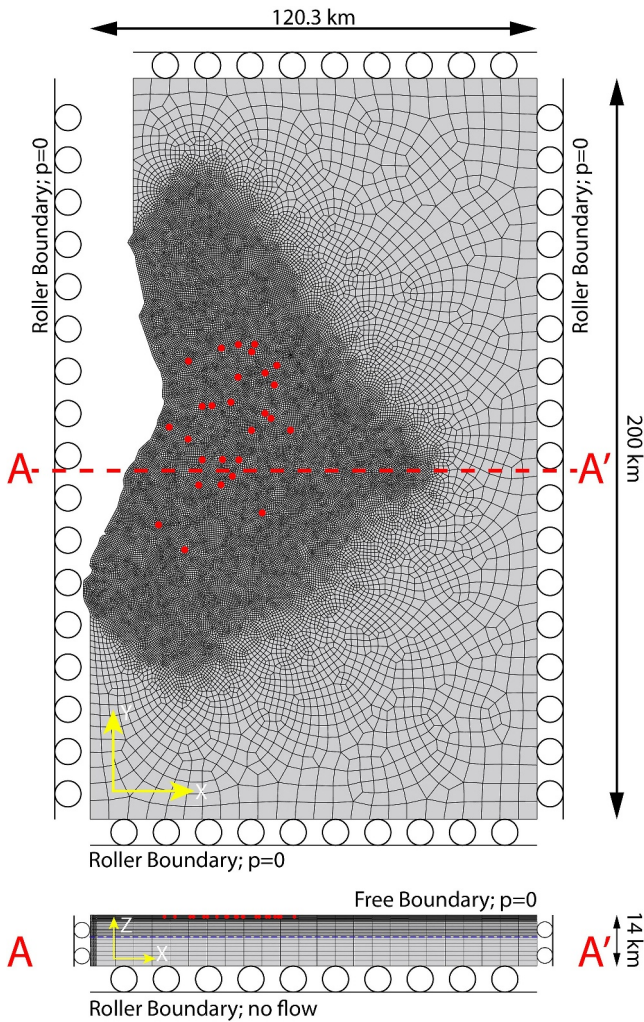 120.3 km
Roller Boundary; p=0
Roller Boundary; p=0
200 km
A
A'
Y
X
Roller Boundary; p=0
Free Boundary; p=0
A
Z
X
A'
14 km
Roller Boundary; no flow